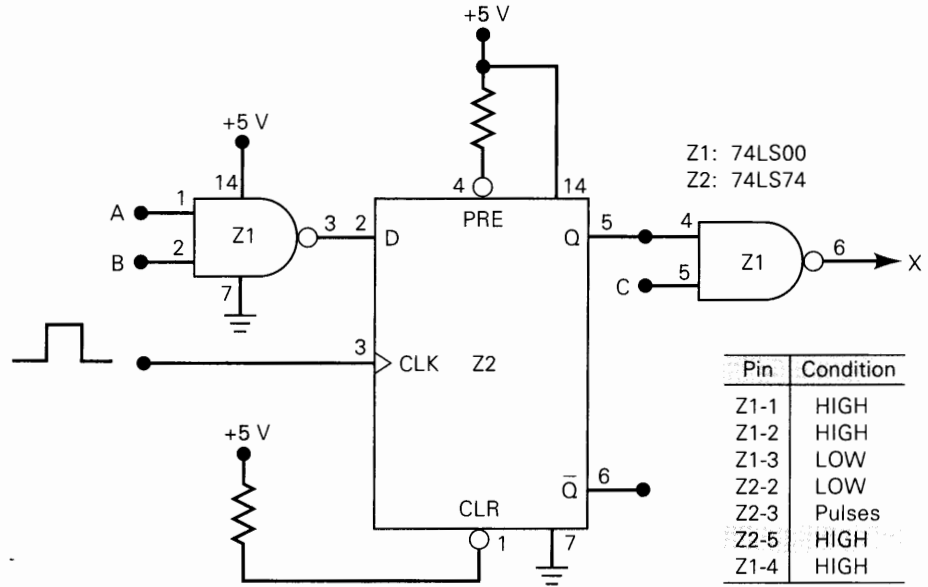 +5 V
+5 V
Z1: 74LS00
Z2: 74LS74
14
4
14
A
1
Z1
3
2
D
PRE
Q
5
4
Z1
6
X
B
2
7
C
5
3
CLK
Z2
Pin Condition
Z1-1 HIGH
Z1-2 HIGH
Z1-3 LOW
Z2-2 LOW
Z2-3 Pulses
Z2-5 HIGH
Z1-4 HIGH
+5 V
Q̅
6
CLR
1
7